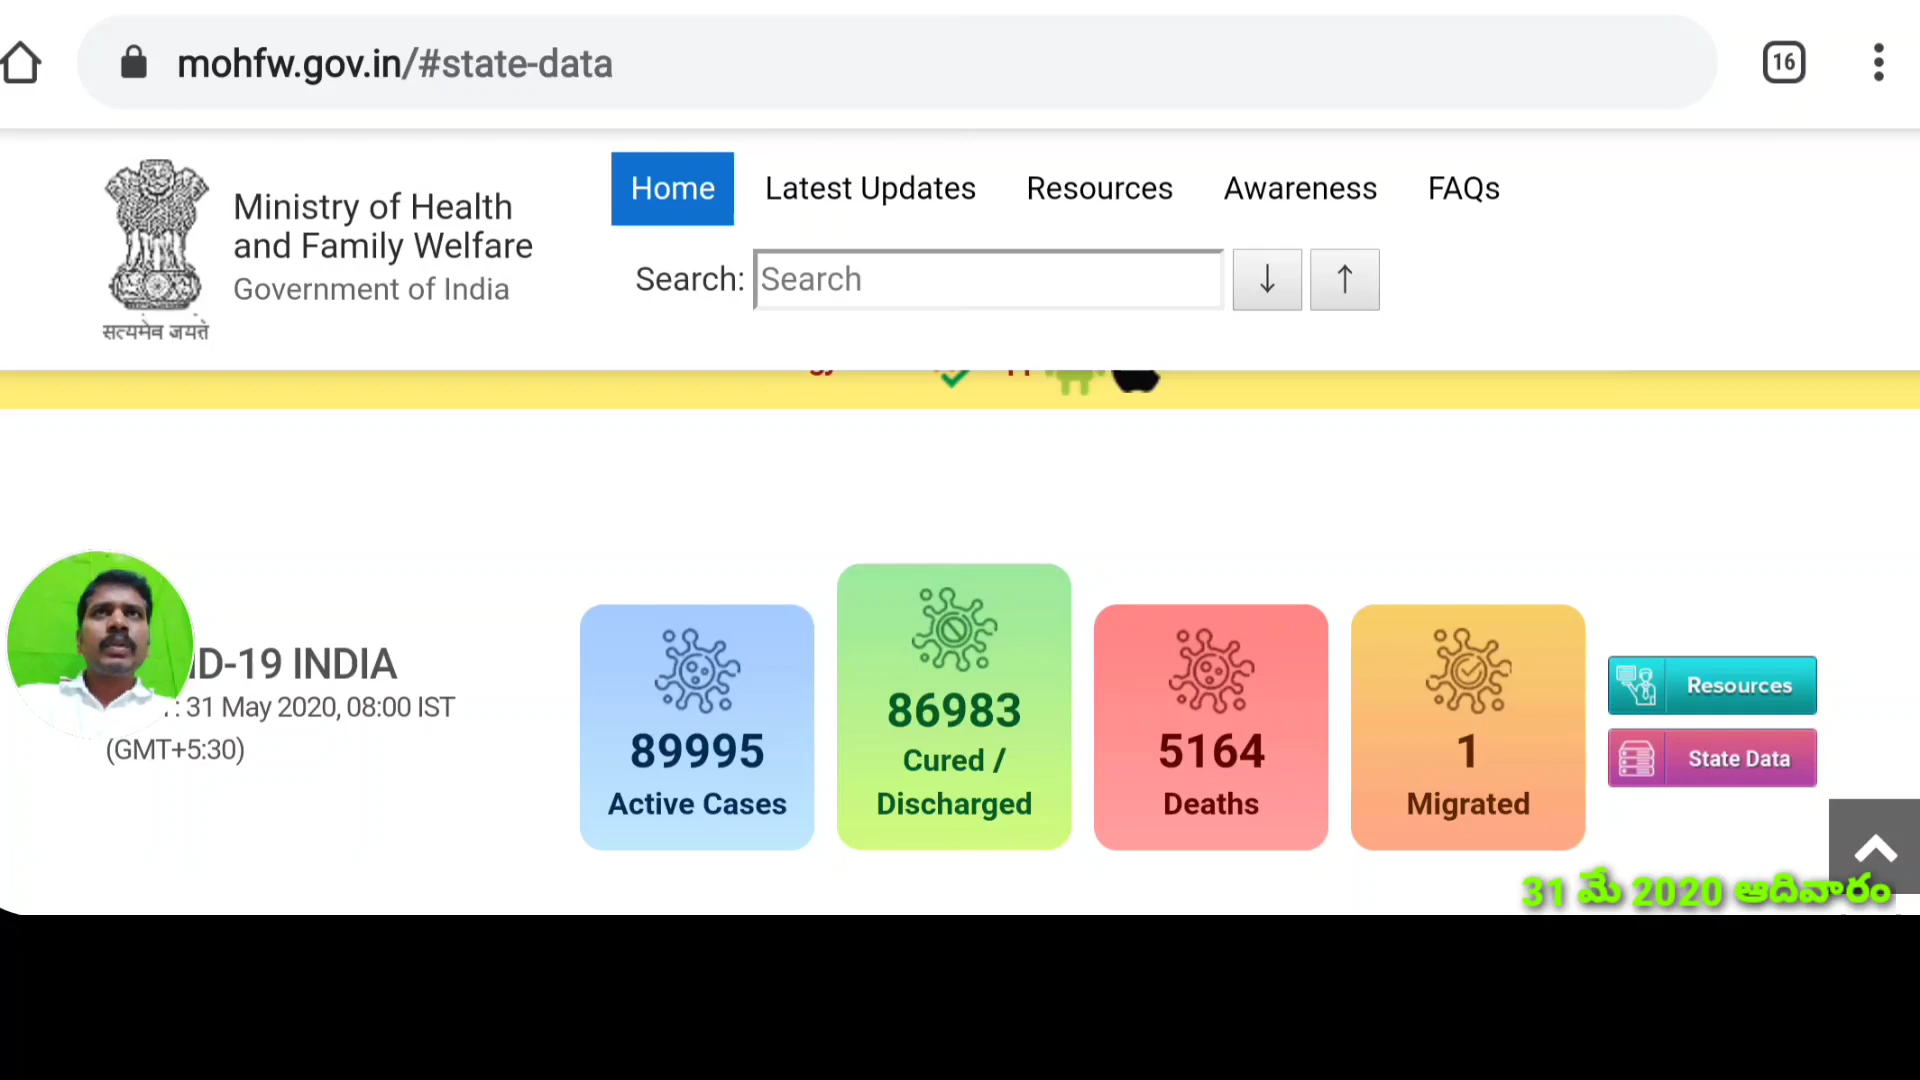 mohfw.gov.in/#state-data
16
Ministry of Health
and Family Welfare
Government of India
सत्यमेव जयते
Home
Latest Updates
Resources
Awareness
FAQs
Search:
Search
↓
↑
D-19 INDIA
: 31 May 2020, 08:00 IST
(GMT+5:30)
89995
Active Cases
86983
Cured /
Discharged
5164
Deaths
1
Migrated
Resources
State Data
31 మే 2020 ఆదివారం